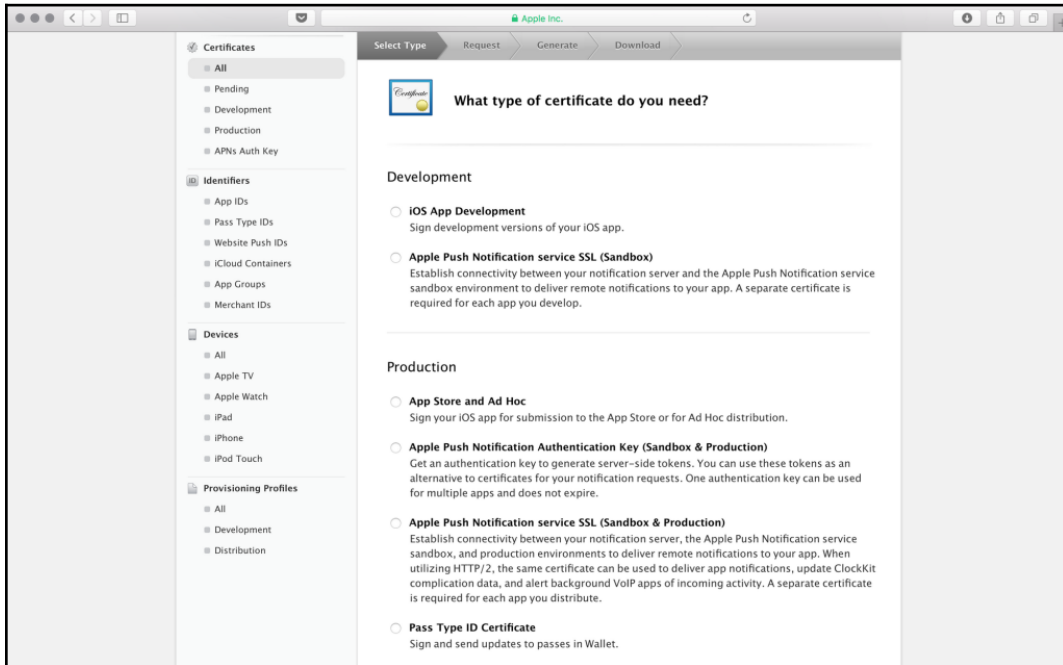 Apple Inc.
Certificates
All
Pending
Development
Production
APNs Auth Key
ID Identifiers
App IDs
Pass Type IDs
Website Push IDs
iCloud Containers
App Groups
Merchant IDs
Devices
All
Apple TV
Apple Watch
iPad
iPhone
iPod Touch
Provisioning Profiles
All
Development
Distribution
Select Type
Request
Generate
Download
Certificate
What type of certificate do you need?
Development
iOS App Development
Sign development versions of your iOS app.
Apple Push Notification service SSL (Sandbox)
Establish connectivity between your notification server and the Apple Push Notification service
sandbox environment to deliver remote notifications to your app. A separate certificate is
required for each app you develop.
Production
App Store and Ad Hoc
Sign your iOS app for submission to the App Store or for Ad Hoc distribution.
Apple Push Notification Authentication Key (Sandbox & Production)
Get an authentication key to generate server-side tokens. You can use these tokens as an
alternative to certificates for your notification requests. One authentication key can be used
for multiple apps and does not expire.
Apple Push Notification service SSL (Sandbox & Production)
Establish connectivity between your notification server, the Apple Push Notification service
sandbox, and production environments to deliver remote notifications to your app. When
utilizing HTTP/2, the same certificate can be used to deliver app notifications, update ClockKit
complication data, and alert background VoIP apps of incoming activity. A separate certificate
is required for each app you distribute.
Pass Type ID Certificate
Sign and send updates to passes in Wallet.